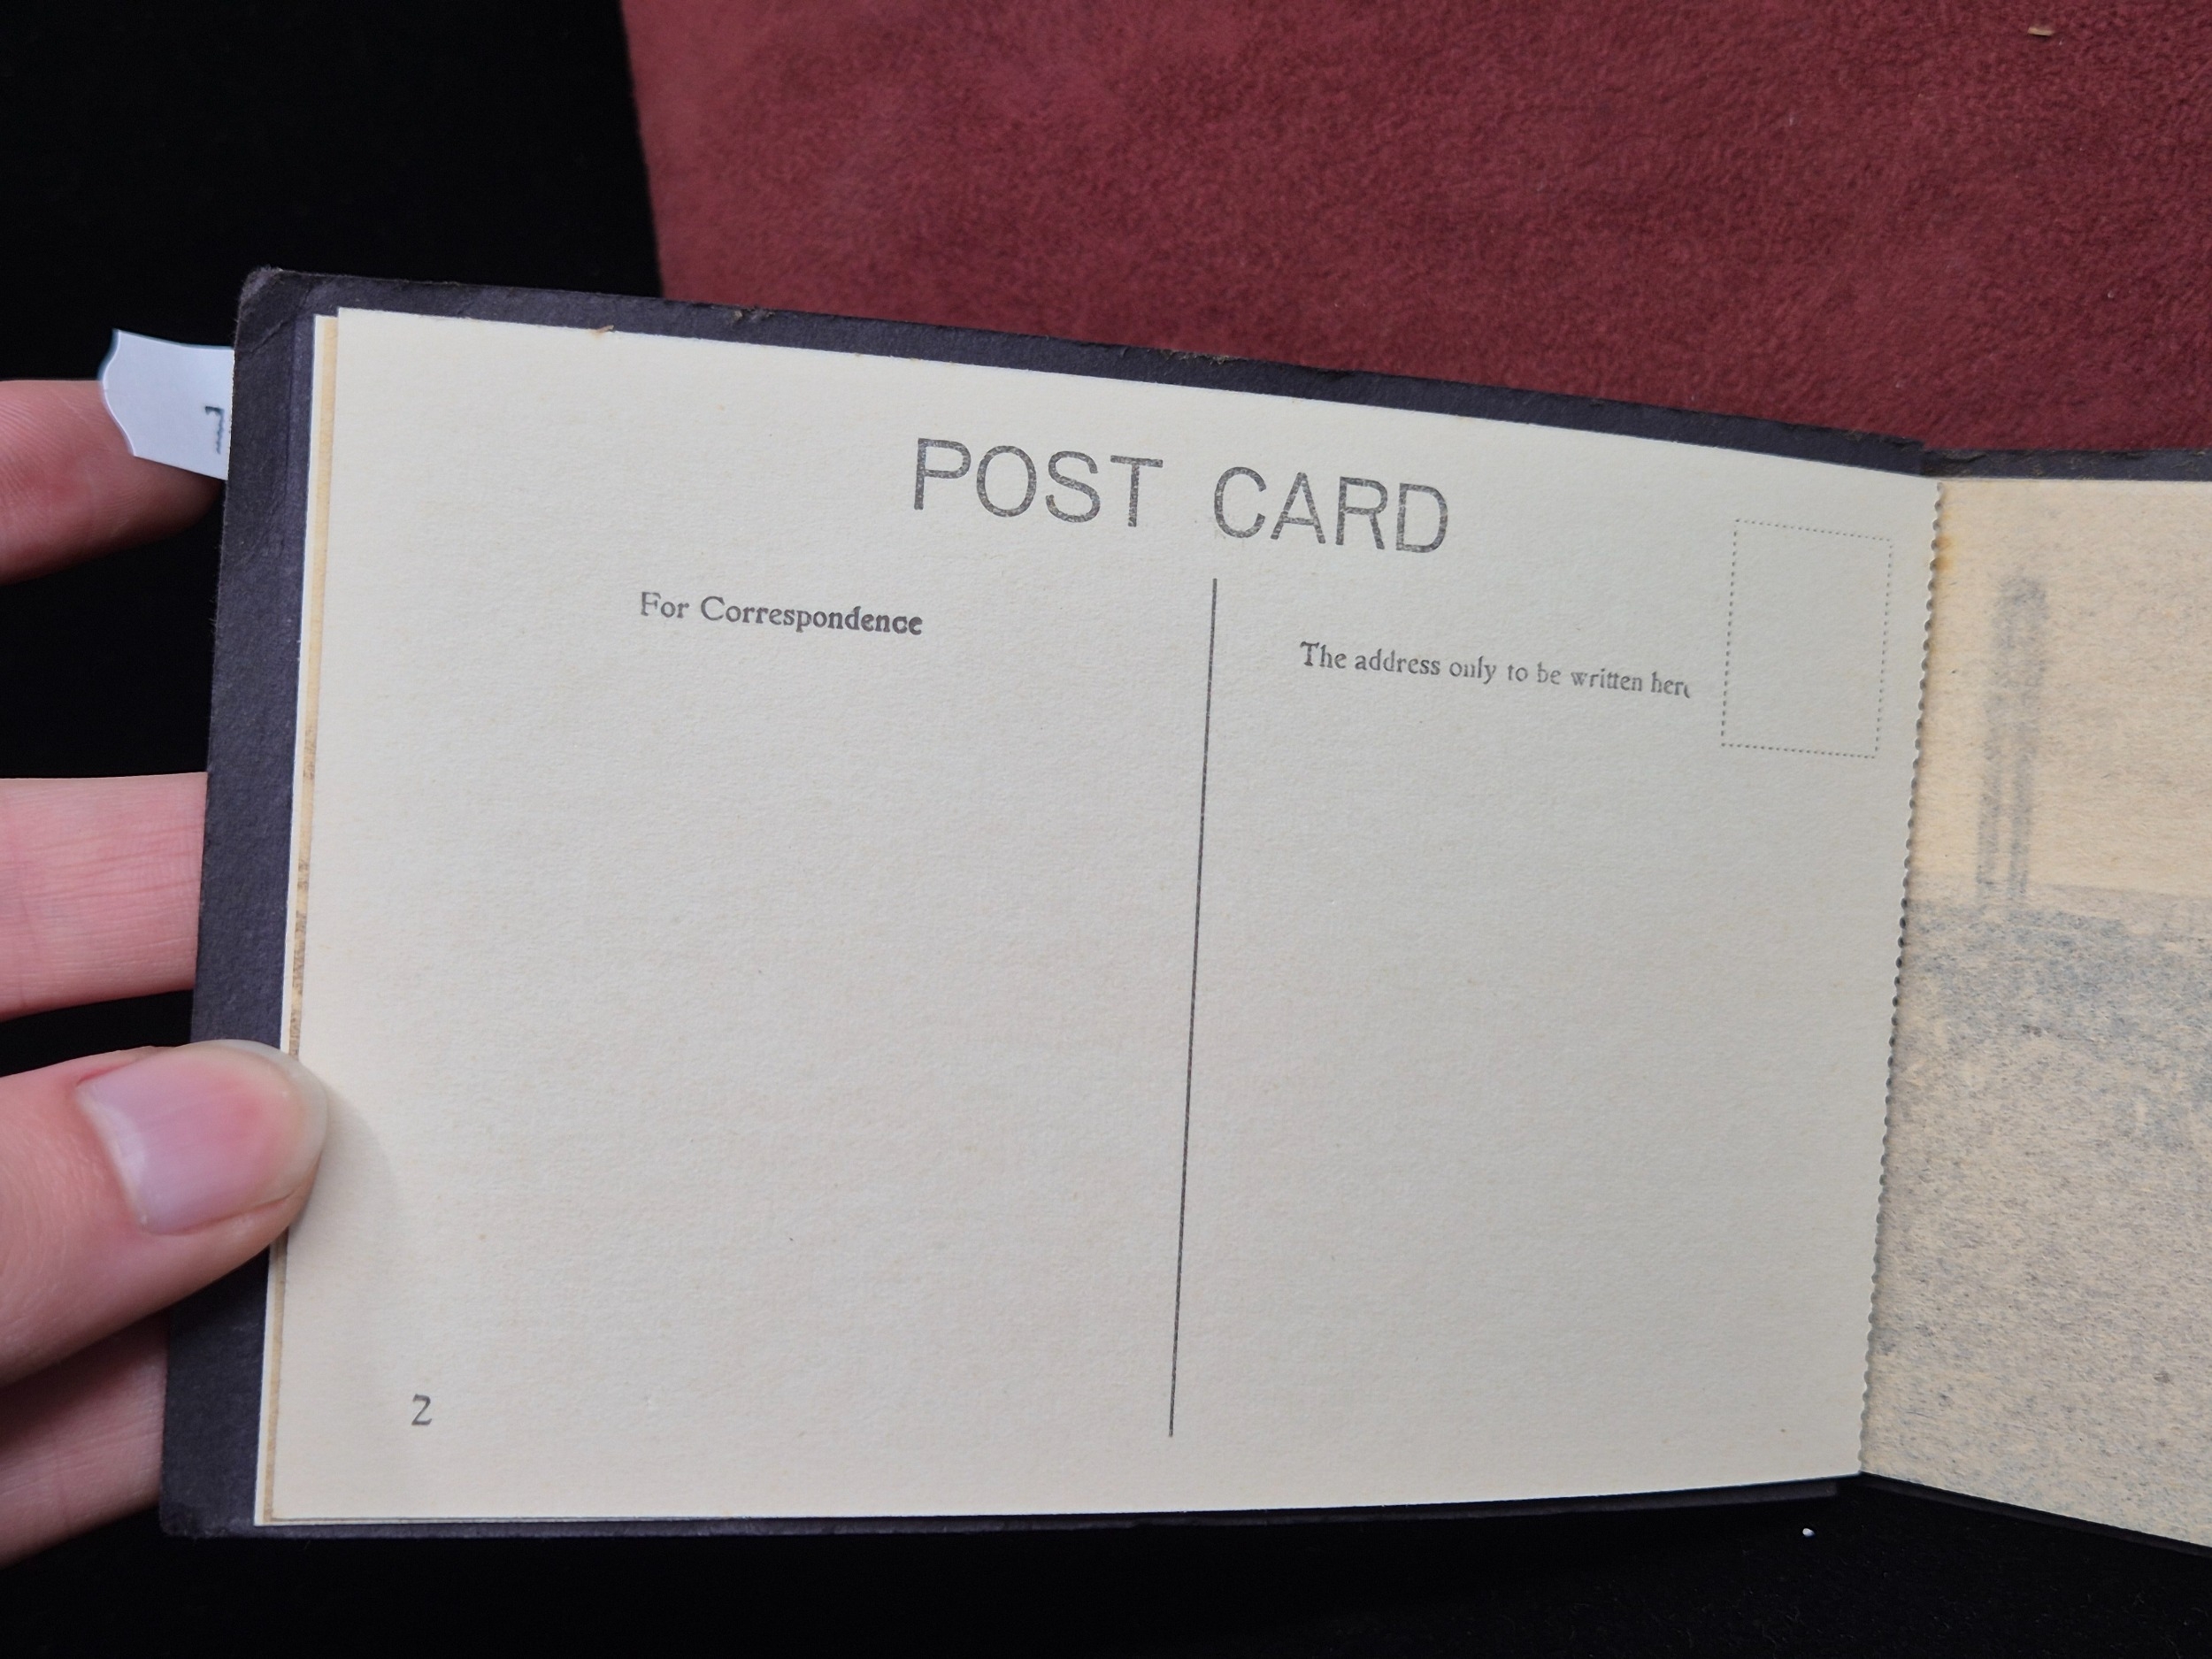 POST CARD
For Correspondence
The address only to be written here
2